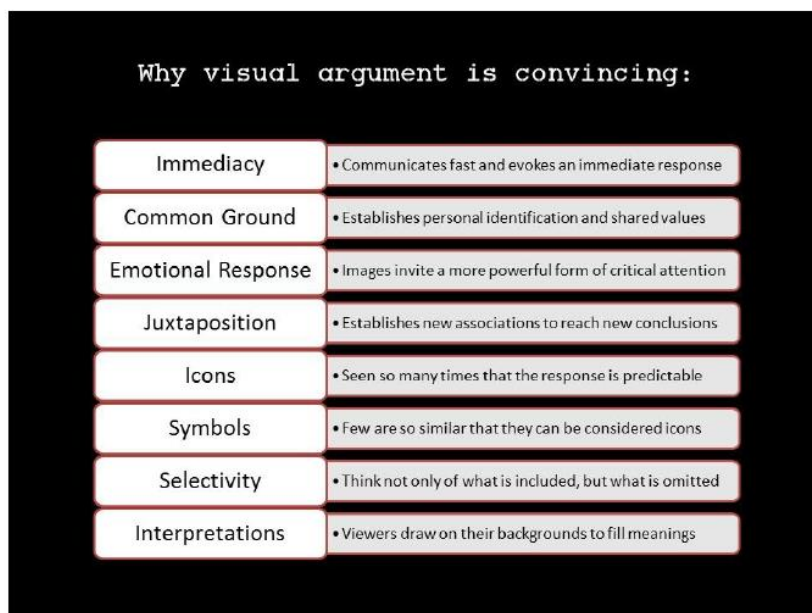 Why visual argument is convincing:
Immediacy
• Communicates fast and evokes an immediate response
Common Ground
• Establishes personal identification and shared values
Emotional Response
• Images invite a more powerful form of critical attention
Juxtaposition
• Establishes new associations to reach new conclusions
Icons
• Seen so many times that the response is predictable
Symbols
• Few are so similar that they can be considered icons
Selectivity
• Think not only of what is included, but what is omitted
Interpretations
• Viewers draw on their backgrounds to fill meanings